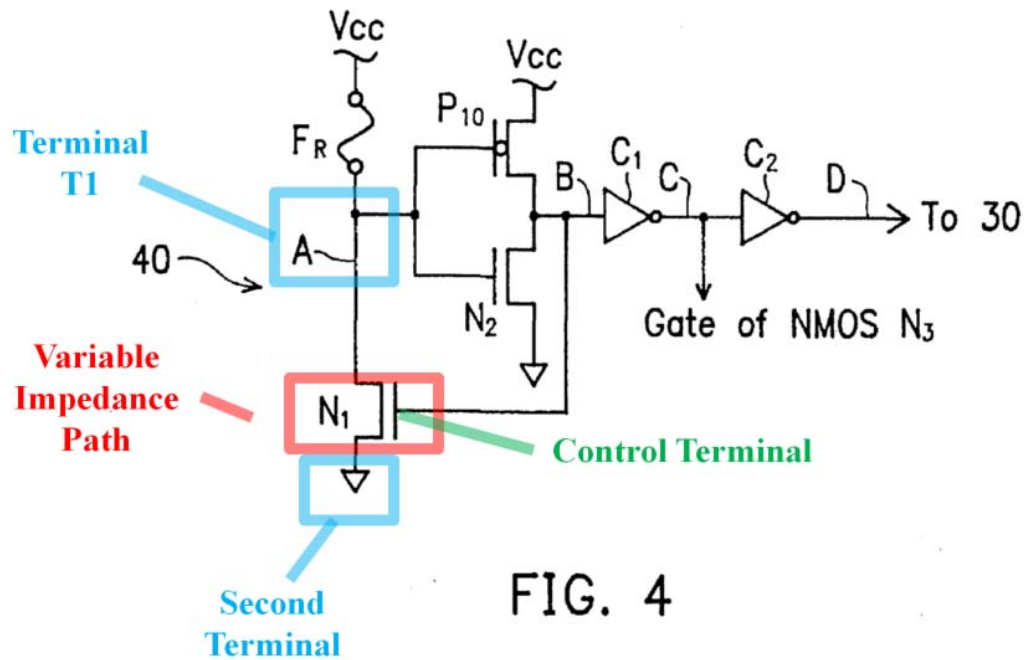 Vcc
Vcc
P10
FR
Terminal
T1
C1
C2
B
C
D
To 30
A
40
N2
Gate of NMOS N3
Variable
Impedance
Path
N1
Control Terminal
Second
Terminal
FIG. 4